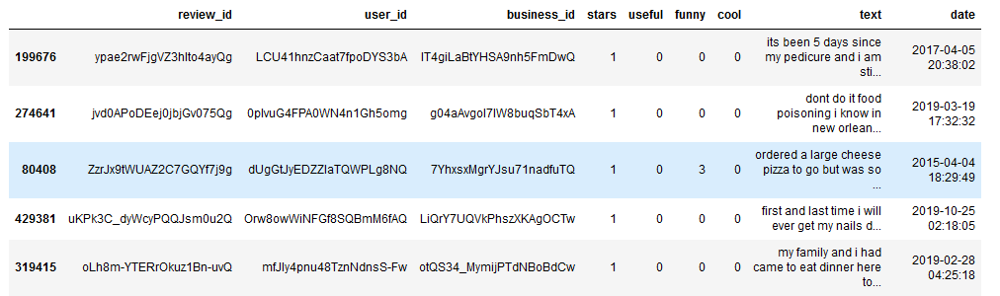 review_id user_id business_id stars useful funny cool text date
its been 5 days since
199676 ypae2rwFjgVZ3hlto4ayQg LCU41hnzCaat7fpoDYS3bA IT4giLaBtYHSA9nh5FmDwQ 1 0 0 0 my pedicure and i am 2017-04-05
sti... 20:38:02
dont do it food
274641 jvd0APoDEej0jbjGv075Qg 0plvuG4FPA0WN4n1Gh5omg g04aAvgol7IW8buqSbT4xA 1 0 0 0 poisoning i know in 2019-03-19
new orlean... 17:32:32
ordered a large cheese
80408 ZzrJx9tWUAZ2C7GQYf7j9g dUgGtJyEDZZlaTQWPLg8NQ 7YhxsxMgrYJsu71nadfuTQ 1 0 3 0 pizza to go but was so 2015-04-04
... 18:29:49
429381 uKPk3C_dyWcyPQQJsm0u2Q Orw8owWiNFGf8SQBmM6fAQ LiQrY7UQVkPhszXKAgOCTw 1 0 0 0 first and last time i will 2019-10-25
ever get my nails d... 02:18:05
my family and i had
319415 oLh8m-YTERrOkuz1Bn-uvQ mfJly4pnu48TznNdnsS-Fw otQS34_MymijPTdNBoBdCw 1 0 0 0 came to eat dinner here 2019-02-28
to... 04:25:18